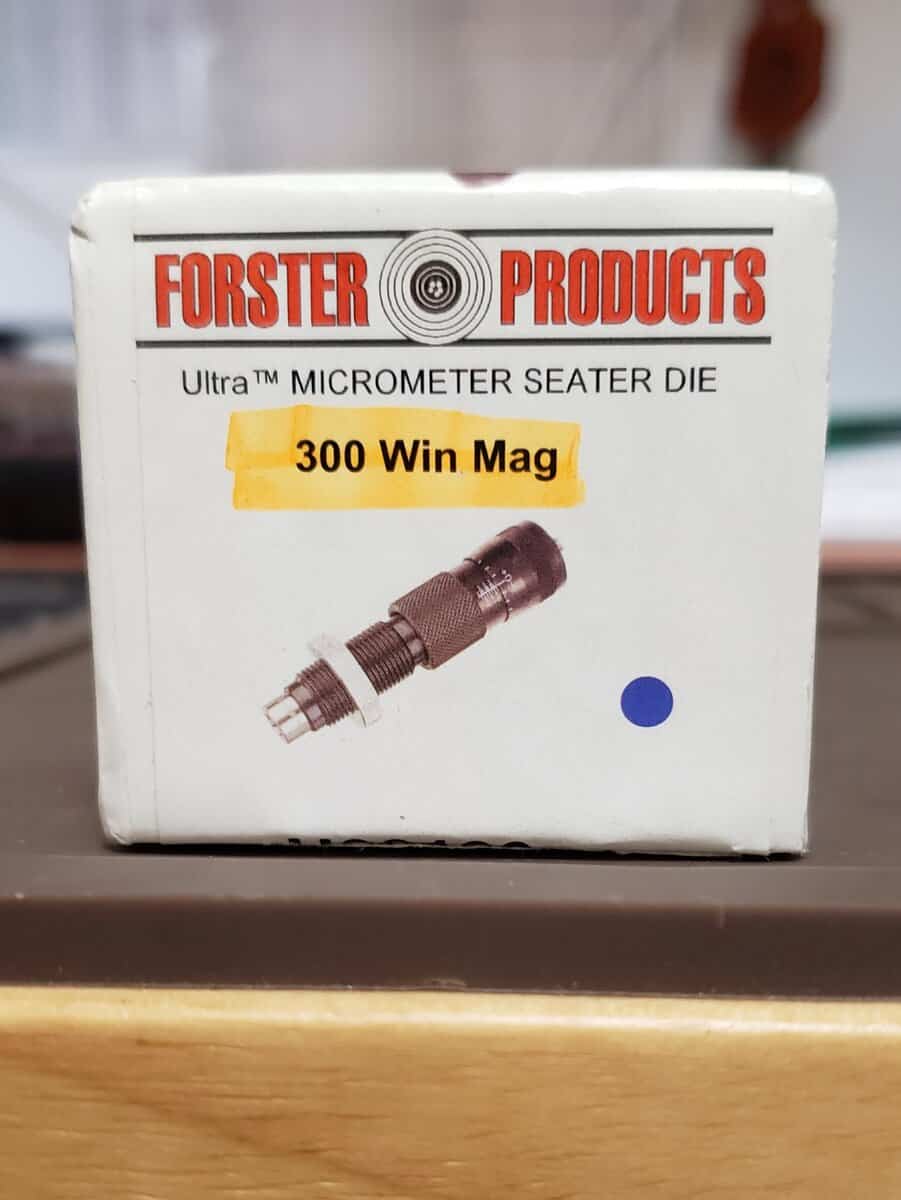 FORSTER PRODUCTS
Ultra™ MICROMETER SEATER DIE
300 Win Mag